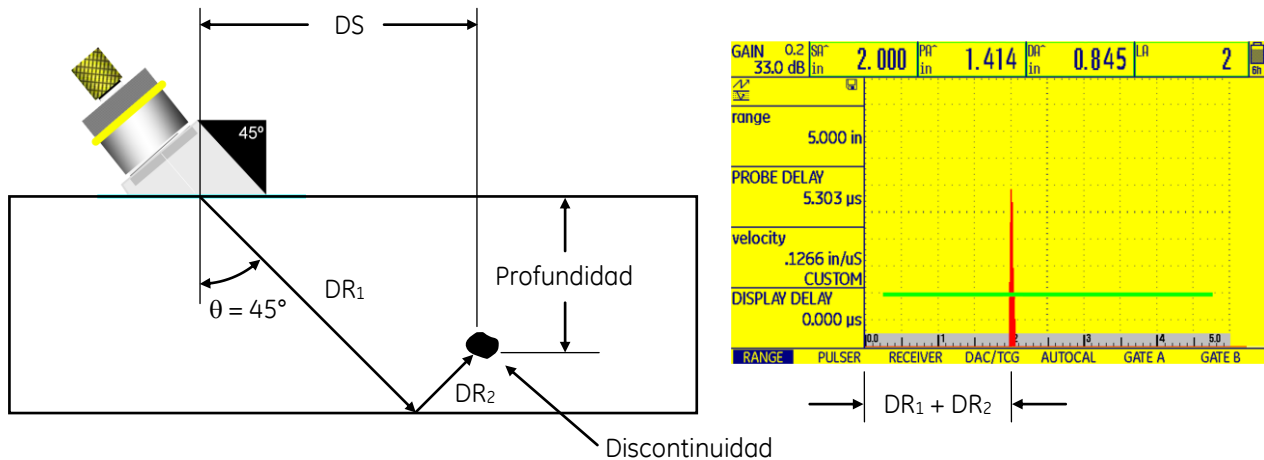 DS
45º
θ = 45°
DR₁
Profundidad
DR₂
Discontinuidad
GAIN 0.2
33.0 dB
SA^
in 2.000
PA^
in 1.414
DA^
in 0.845
LA 2
6h
range
5.000 in
PROBE DELAY
5.303 µs
velocity
.1266 in/uS
CUSTOM
DISPLAY DELAY
0.000 µs
0.0 1 2 3 4 5.0
RANGE PULSER RECEIVER DAC/TCG AUTOCAL GATE A GATE B
DR₁ + DR₂